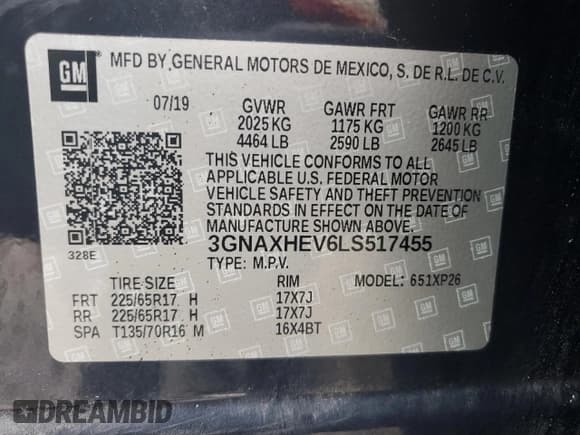 GM
MFD BY GENERAL MOTORS DE MEXICO, S. DE R.L. DE C.V.
07/19 GVWR GAWR FRT GAWR RR
2025 KG 1175 KG 1200 KG
4464 LB 2590 LB 2645 LB
THIS VEHICLE CONFORMS TO ALL
APPLICABLE U.S. FEDERAL MOTOR
VEHICLE SAFETY AND THEFT PREVENTION
STANDARDS IN EFFECT ON THE DATE OF
MANUFACTURE SHOWN ABOVE.
3GNAXHEV6LS517455
328E
TYPE: M.P.V. MODEL: 651XP26
TIRE SIZE RIM
FRT 225/65R17 H 17X7J
RR 225/65R17 H 17X7J
SPA T135/70R16 M 16X4BT
DREAMBID